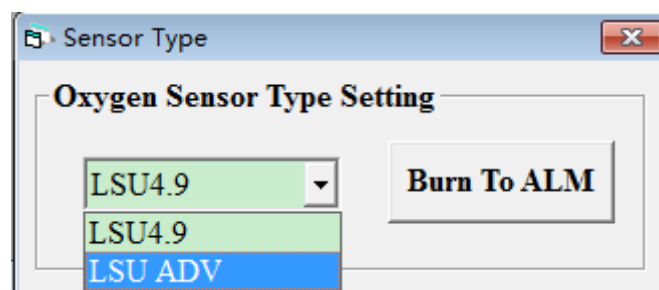 Sensor Type
Oxygen Sensor Type Setting
LSU4.9
Burn To ALM
LSU4.9
LSU ADV